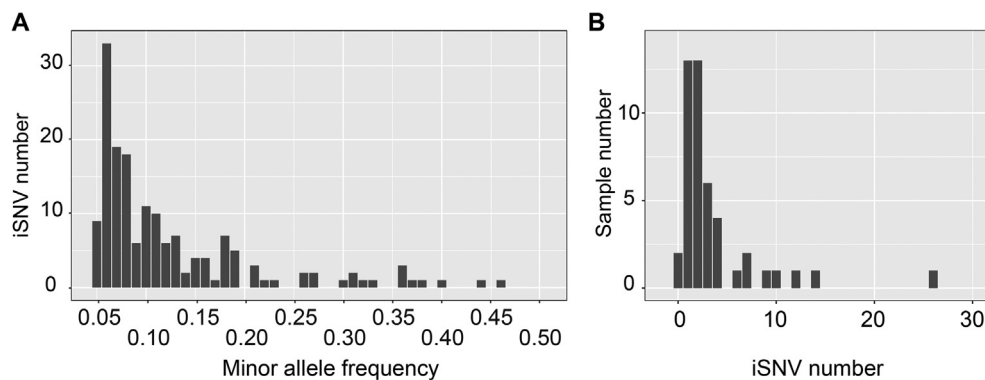 A
30
20
10
0
iSNV number
0.05 0.15 0.25 0.35 0.45
0.10 0.20 0.30 0.40 0.50
Minor allele frequency
B
10
5
0
Sample number
0 10 20 30
iSNV number